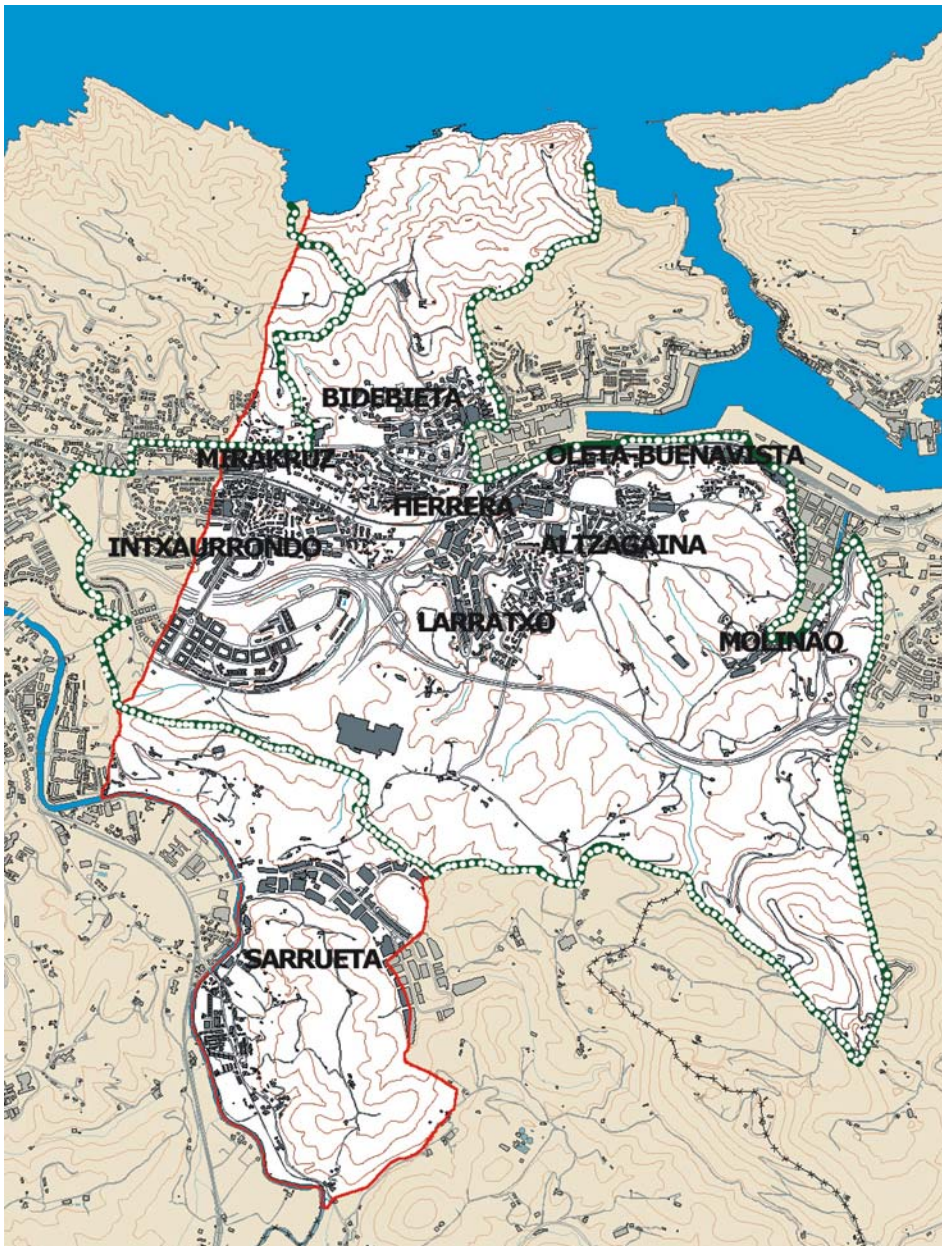 BIDEBIETA
MIRAKRUZ
OLETA-BUENAVISTA
HERRERA
INTXAURRONDO
ALTZAGAINA
LARRATXO
MOLINAO
SARRUETA